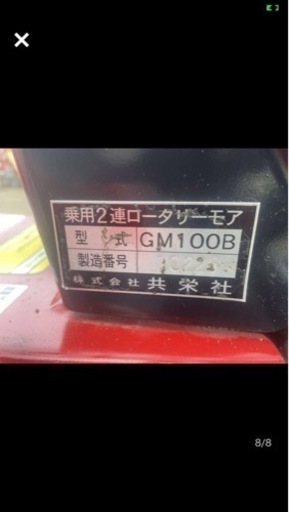 ×
乗用2連ロータリーモア
型式 GM100B
製造番号
株式会社 共栄社
8/8